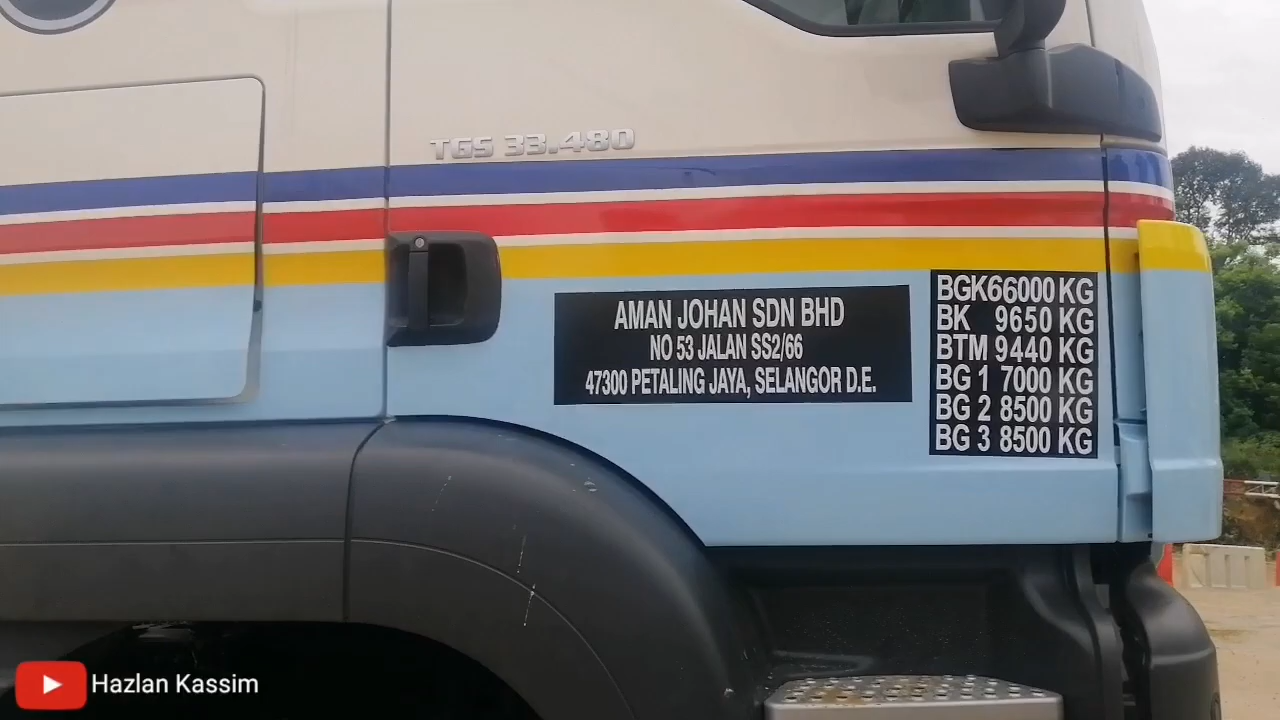 TGS 33.480
AMAN JOHAN SDN BHD
NO 53 JALAN SS2/66
47300 PETALING JAYA, SELANGOR D.E.
BGK66000 KG
BK 9650 KG
BTM 9440 KG
BG 1 7000 KG
BG 2 8500 KG
BG 3 8500 KG
Hazlan Kassim